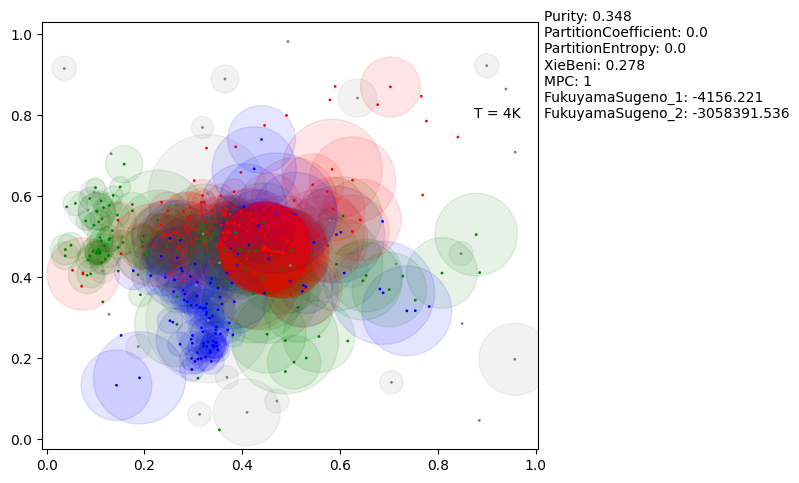 Purity: 0.348
PartitionCoefficient: 0.0
PartitionEntropy: 0.0
XieBeni: 0.278
MPC: 1
FukuyamaSugeno_1: -4156.221
FukuyamaSugeno_2: -3058391.536
T = 4K
1.0
0.8
0.6
0.4
0.2
0.0
0.0 0.2 0.4 0.6 0.8 1.0